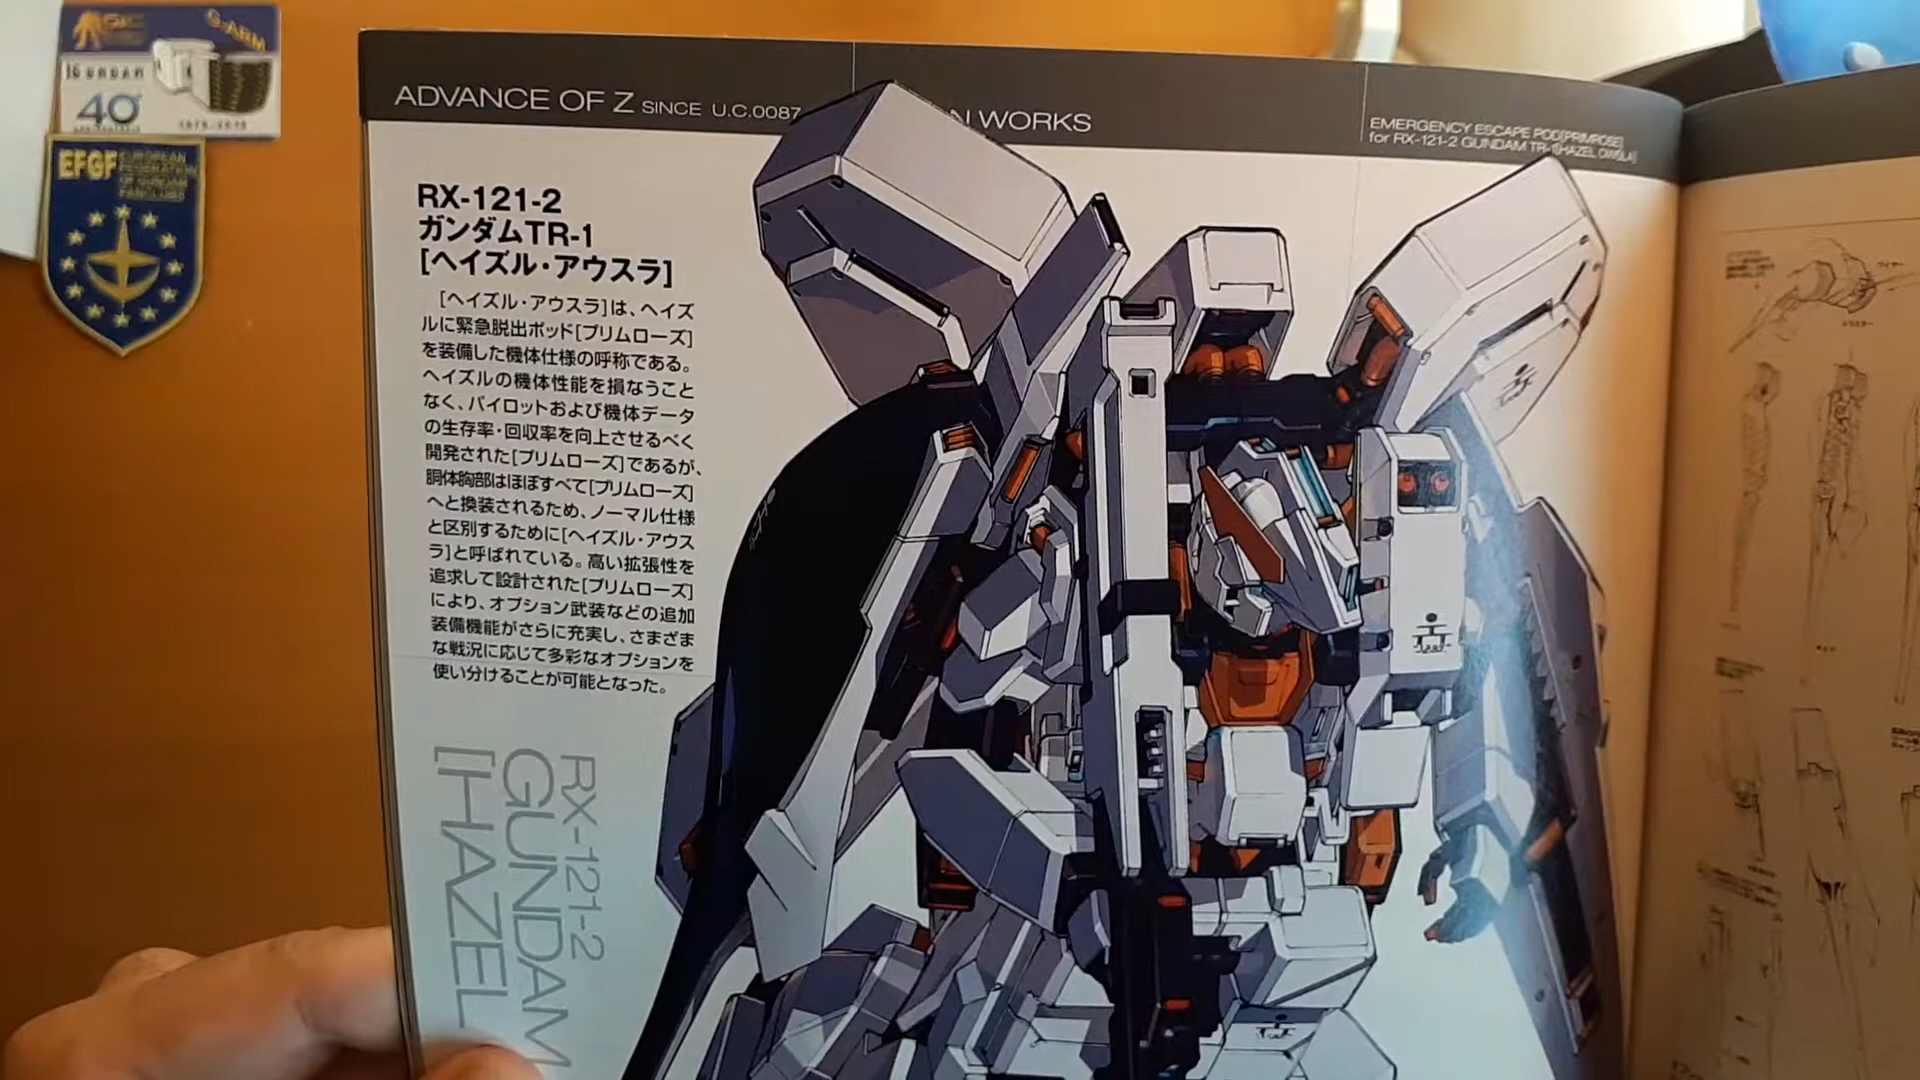 G-ARM
GUNDAM
40
EFGF EUROPEAN
FEDERATION
OF GUNDAM
FANCLUBS
ADVANCE OF Z SINCE U.C.0087
N WORKS
EMERGENCY ESCAPE POD[PRIMROSE]
for RX-121-2 GUNDAM TR-1[HAZEL OWSLA]
RX-121-2
ガンダムTR-1
[ヘイズル・アウスラ]
[ヘイズル・アウスラ]は、ヘイズ
ルに緊急脱出ポッド[プリムローズ]
を装備した機体仕様の呼称である。
ヘイズルの機体性能を損なうこと
なく、パイロットおよび機体データ
の生存率・回収率を向上させるべく
開発された[プリムローズ]であるが、
胴体胸部はほぼすべて[プリムローズ]
へと換装されるため、ノーマル仕様
と区別するために[ヘイズル・アウス
ラ]と呼ばれている。高い拡張性を
追求して設計された[プリムローズ]
により、オプション武装などの追加
装備機能がさらに充実し、さまざま
な戦況に応じて多彩なオプションを
使い分けることが可能となった。
RX-121-2
GUNDAM
[HAZEL